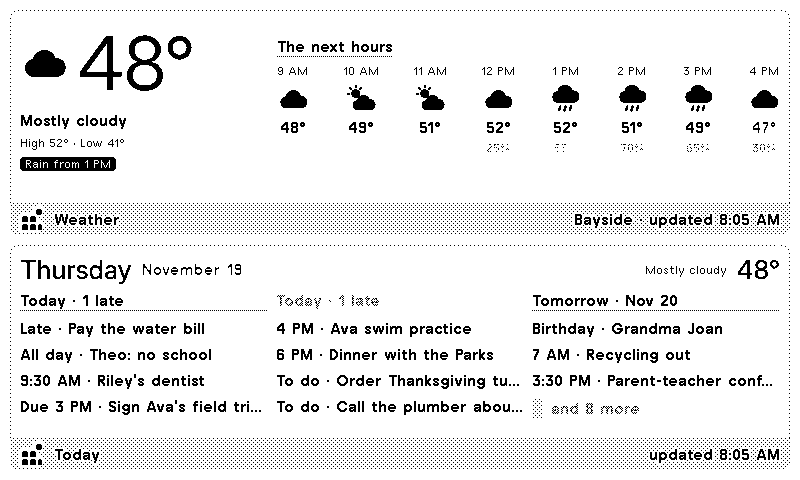 48°
Mostly cloudy
High 52° · Low 41°
Rain from 1 PM
The next hours
9 AM 10 AM 11 AM 12 PM 1 PM 2 PM 3 PM 4 PM
48° 49° 51° 52° 52° 51° 49° 47°
25% 70% 65% 30%
Weather
Bayside · updated 8:05 AM
Thursday November 19
Mostly cloudy 48°
Today · 1 late
Late · Pay the water bill
All day · Theo: no school
9:30 AM · Riley's dentist
Due 3 PM · Sign Ava's field tri...
Today · 1 late
4 PM · Ava swim practice
6 PM · Dinner with the Parks
To do · Order Thanksgiving tu...
To do · Call the plumber abou...
Tomorrow · Nov 20
Birthday · Grandma Joan
7 AM · Recycling out
3:30 PM · Parent-teacher conf...
and 8 more
Today
updated 8:05 AM